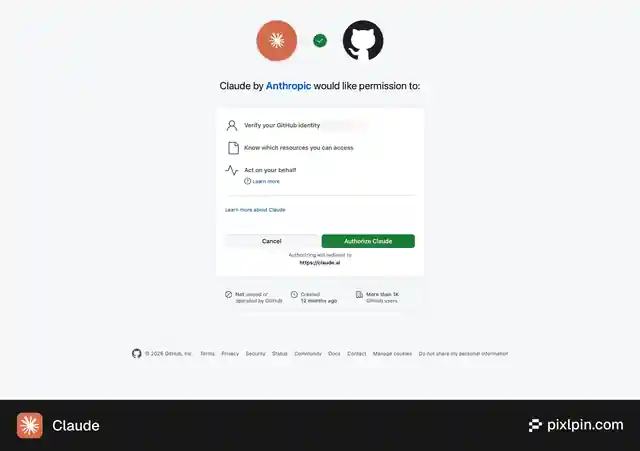 Claude by Anthropic would like permission to:
Verify your GitHub identity
Know which resources you can access
Act on your behalf
Learn more
Learn more about Claude
Cancel
Authorize Claude
Authorizing will redirect to
https://claude.ai
Not owned or
operated by GitHub
Created
12 months ago
More than 1K
GitHub users
© 2026 GitHub, Inc.
Terms
Privacy
Security
Status
Community
Docs
Contact
Manage cookies
Do not share my personal information
Claude
pixlpin.com